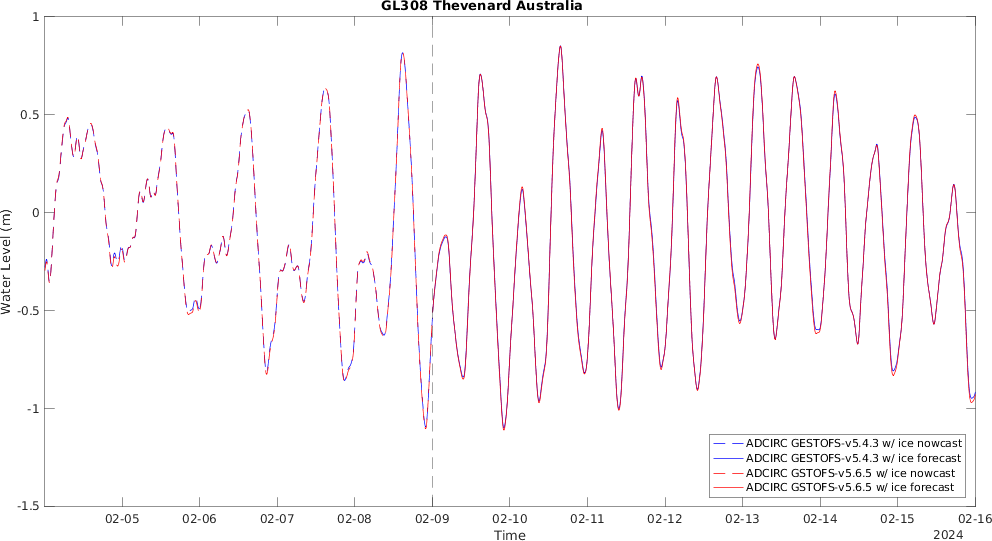 GL308 Thevenard Australia
Water Level (m)
1
0.5
0
-0.5
-1
-1.5
02-05
02-06
02-07
02-08
02-09
02-10
02-11
02-12
02-13
02-14
02-15
02-16
Time
2024
ADCIRC GESTOFS-v5.4.3 w/ ice nowcast
ADCIRC GESTOFS-v5.4.3 w/ ice forecast
ADCIRC GSTOFS-v5.6.5 w/ ice nowcast
ADCIRC GSTOFS-v5.6.5 w/ ice forecast